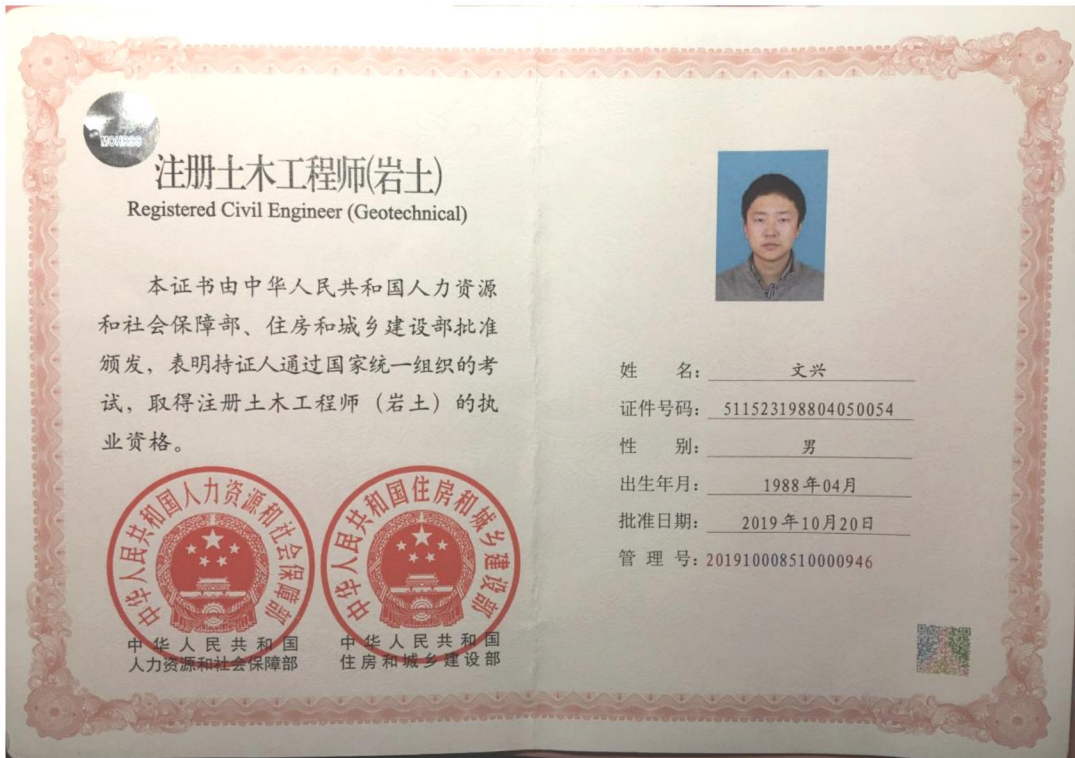 MOHRSS
注册土木工程师(岩土)
Registered Civil Engineer (Geotechnical)
本证书由中华人民共和国人力资源
和社会保障部、住房和城乡建设部批准
颁发，表明持证人通过国家统一组织的考
试，取得注册土木工程师（岩土）的执
业资格。
中华人民共和国人力资源和社会保障部
中华人民共和国住房和城乡建设部
中华人民共和国
人力资源和社会保障部
中华人民共和国
住房和城乡建设部
姓 名：文兴
证件号码：511523198804050054
性 别：男
出生年月：1988年04月
批准日期：2019年10月20日
管 理 号：201910008510000946